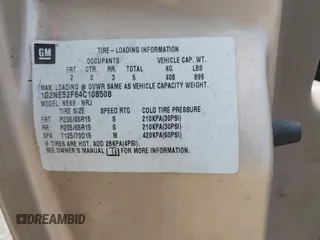 GM
TIRE - LOADING INFORMATION
OCCUPANTS VEHICLE CAP. WT.
FRT CTR RR TOTAL KG LBS
2 0 3 5 408 899
MAX. LOADING @ GVWR SAME AS VEHICLE CAPACITY WEIGHT
1G2NE52F64C108508
MODEL: NE69 - NRJ
TIRE SIZE SPEED RTG COLD TIRE PRESSURE
FRT P205/65R15 S 210KPA(30PSI)
RR P205/65R15 S 210KPA(30PSI)
SPA T125/70D15 M 420KPA(60PSI)
IF TIRES ARE HOT, ADD 28KPA(4PSI).
SEE OWNER'S MANUAL FOR MORE INFORMATION
© DREAMBID
autobidcar